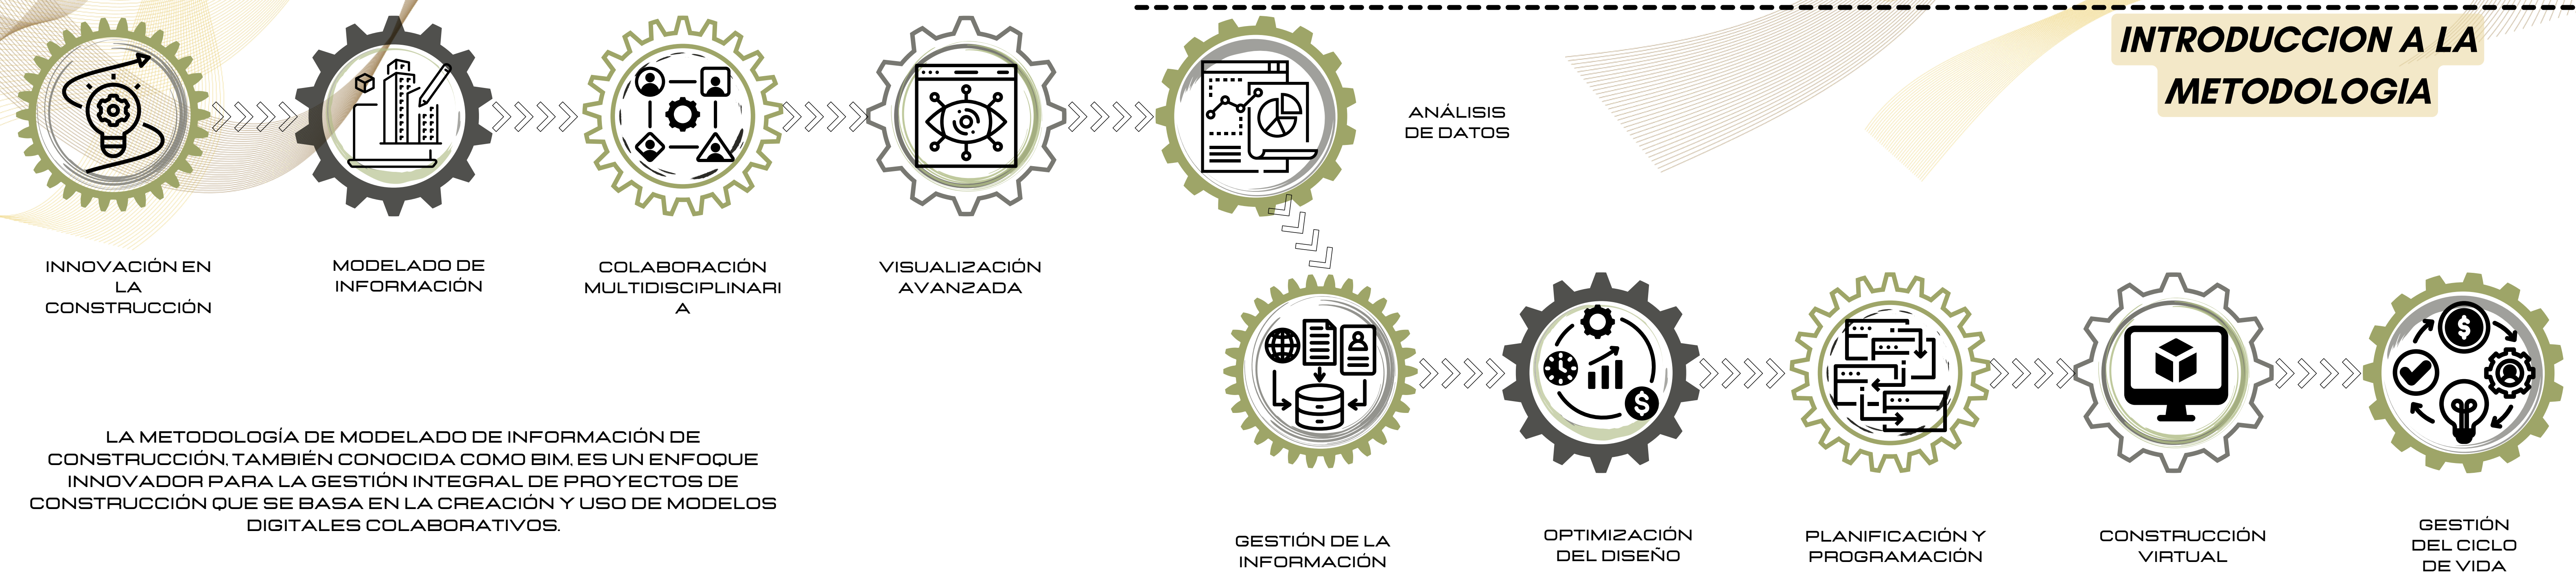 INTRODUCCION A LA
METODOLOGIA
INNOVACIÓN EN
LA
CONSTRUCCIÓN
MODELADO DE
INFORMACIÓN
COLABORACIÓN
MULTIDISCIPLINARI
A
VISUALIZACIÓN
AVANZADA
ANÁLISIS
DE DATOS
LA METODOLOGÍA DE MODELADO DE INFORMACIÓN DE
CONSTRUCCIÓN, TAMBIÉN CONOCIDA COMO BIM, ES UN ENFOQUE
INNOVADOR PARA LA GESTIÓN INTEGRAL DE PROYECTOS DE
CONSTRUCCIÓN QUE SE BASA EN LA CREACIÓN Y USO DE MODELOS
DIGITALES COLABORATIVOS.
GESTIÓN DE LA
INFORMACIÓN
OPTIMIZACIÓN
DEL DISEÑO
PLANIFICACIÓN Y
PROGRAMACIÓN
CONSTRUCCIÓN
VIRTUAL
GESTIÓN
DEL CICLO
DE VIDA